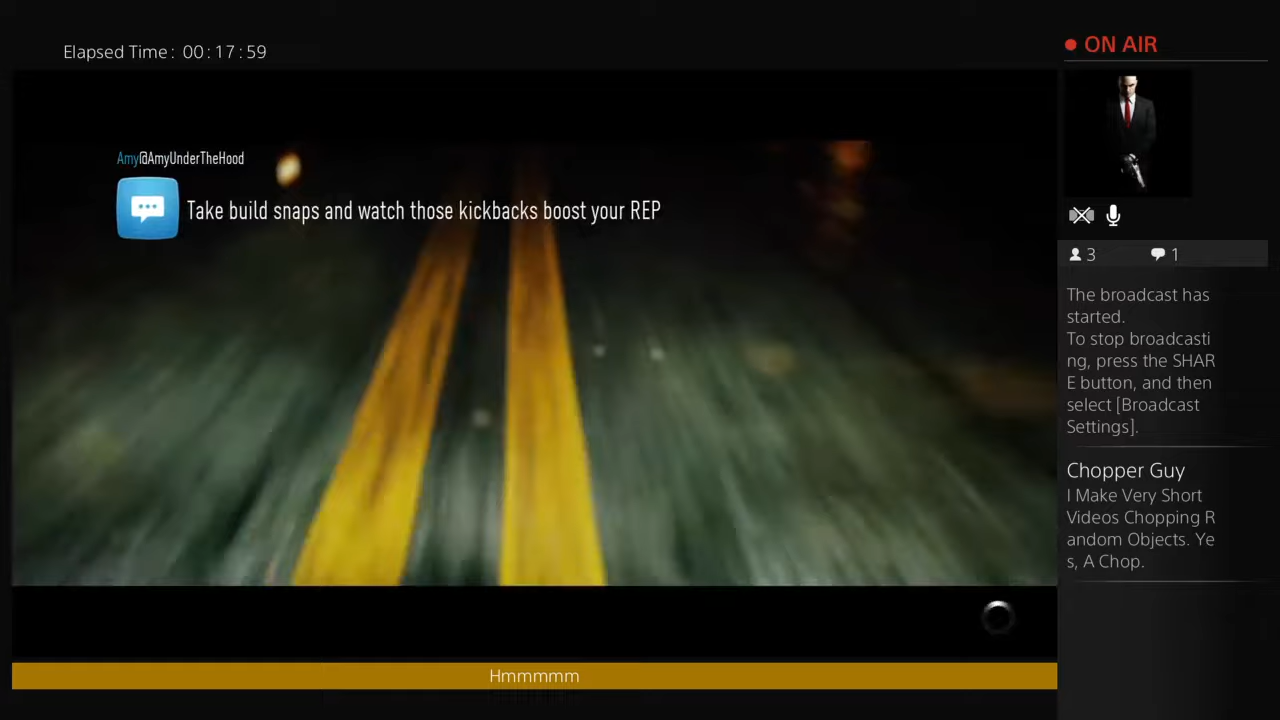 Elapsed Time: 00:17:59
ON AIR
Amy@AmyUnderTheHood
Take build snaps and watch those kickbacks boost your REP
3 1
The broadcast has
started.
To stop broadcasti
ng, press the SHAR
E button, and then
select [Broadcast
Settings].
Chopper Guy
I Make Very Short
Videos Chopping R
andom Objects. Ye
s, A Chop.
Hmmmmm